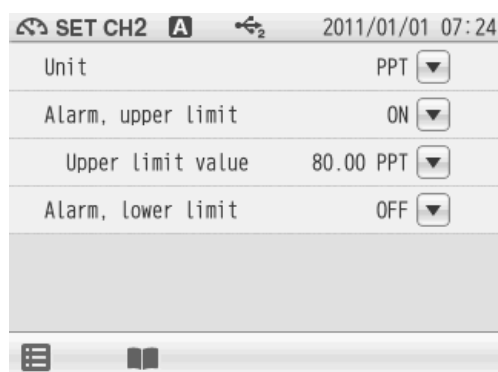 SET CH2 A 2 2011/01/01 07:24
Unit PPT
Alarm, upper limit ON
Upper limit value 80.00 PPT
Alarm, lower limit OFF